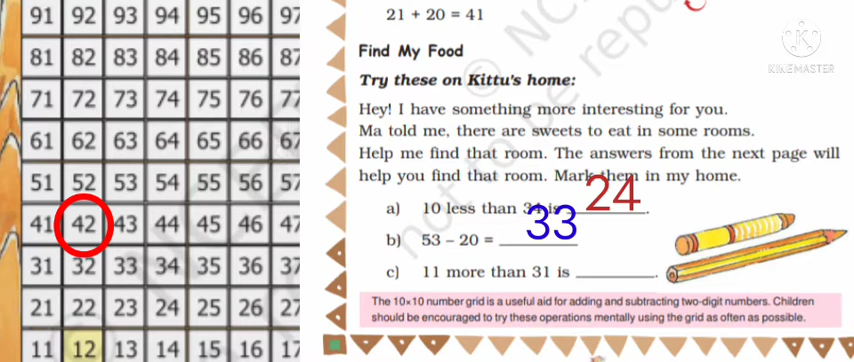 91 92 93 94 95 96 97
81 82 83 84 85 86 87
71 72 73 74 75 76 77
61 62 63 64 65 66 67
51 52 53 54 55 56 57
41 42 43 44 45 46 47
31 32 33 34 35 36 37
21 22 23 24 25 26 27
11 12 13 14 15 16 17
21 + 20 = 41
Find My Food
Try these on Kittu's home:
Hey! I have something more interesting for you.
Ma told me, there are sweets to eat in some rooms.
Help me find that room. The answers from the next page will
help you find that room. Mark them in my home.
a) 10 less than 34 is 24.
b) 53 – 20 = 33
c) 11 more than 31 is ________.
The 10×10 number grid is a useful aid for adding and subtracting two-digit numbers. Children
should be encouraged to try these operations mentally using the grid as often as possible.
KINEMASTER